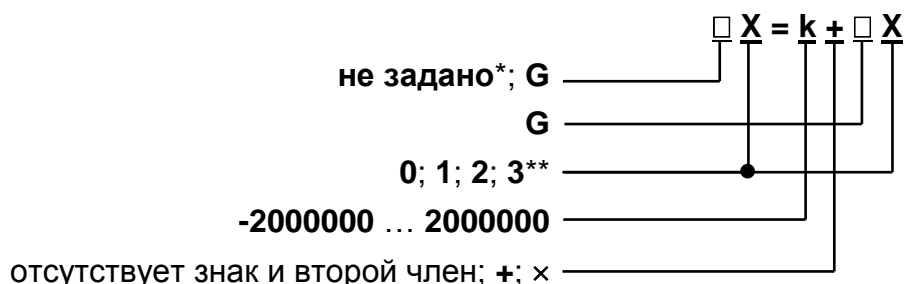 □ X = k + □ X
не задано*; G
G
0; 1; 2; 3**
-2000000 … 2000000
отсутствует знак и второй член; +; ×